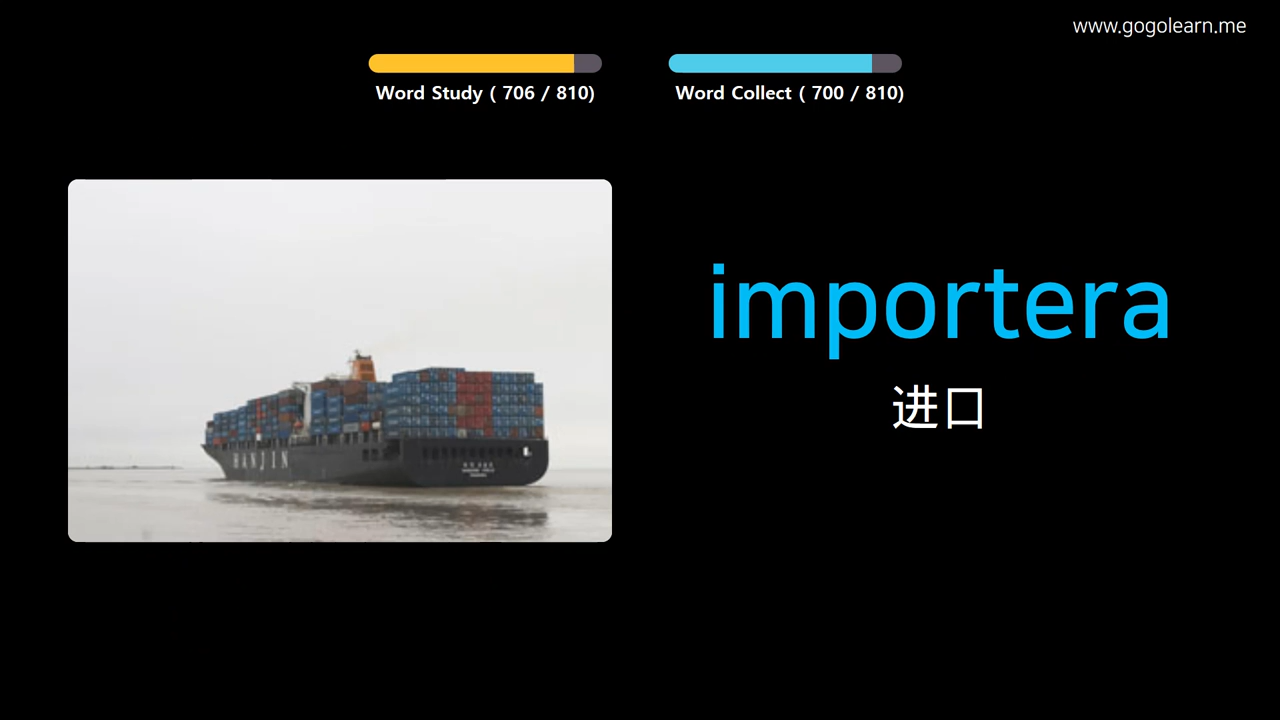 www.gogolearn.me
Word Study ( 706 / 810)
Word Collect ( 700 / 810)
importera
进口
HANJIN